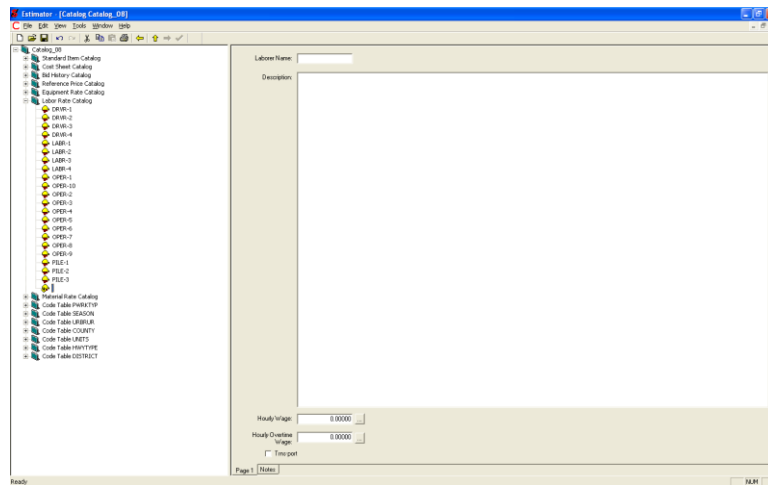 Estimator - [Catalog Catalog_08]
File Edit View Tools Window Help
Catalog_08
Standard Item Catalog
Cost Sheet Catalog
Bid History Catalog
Reference Price Catalog
Equipment Rate Catalog
Labor Rate Catalog
DRVR-1
DRVR-2
DRVR-3
DRVR-4
LABR-1
LABR-2
LABR-3
LABR-4
OPER-1
OPER-10
OPER-2
OPER-3
OPER-4
OPER-5
OPER-6
OPER-7
OPER-8
OPER-9
PILE-1
PILE-2
PILE-3
Material Rate Catalog
Code Table PWRKTYP
Code Table SEASON
Code Table URBRUR
Code Table COUNTY
Code Table UNITS
Code Table HWYTYPE
Code Table DISTRICT
Laborer Name:
Description:
Hourly Wage: 0.00000 ...
Hourly Overtime
Wage: 0.00000 ...
Trns port
Page 1 Notes
Ready NUM